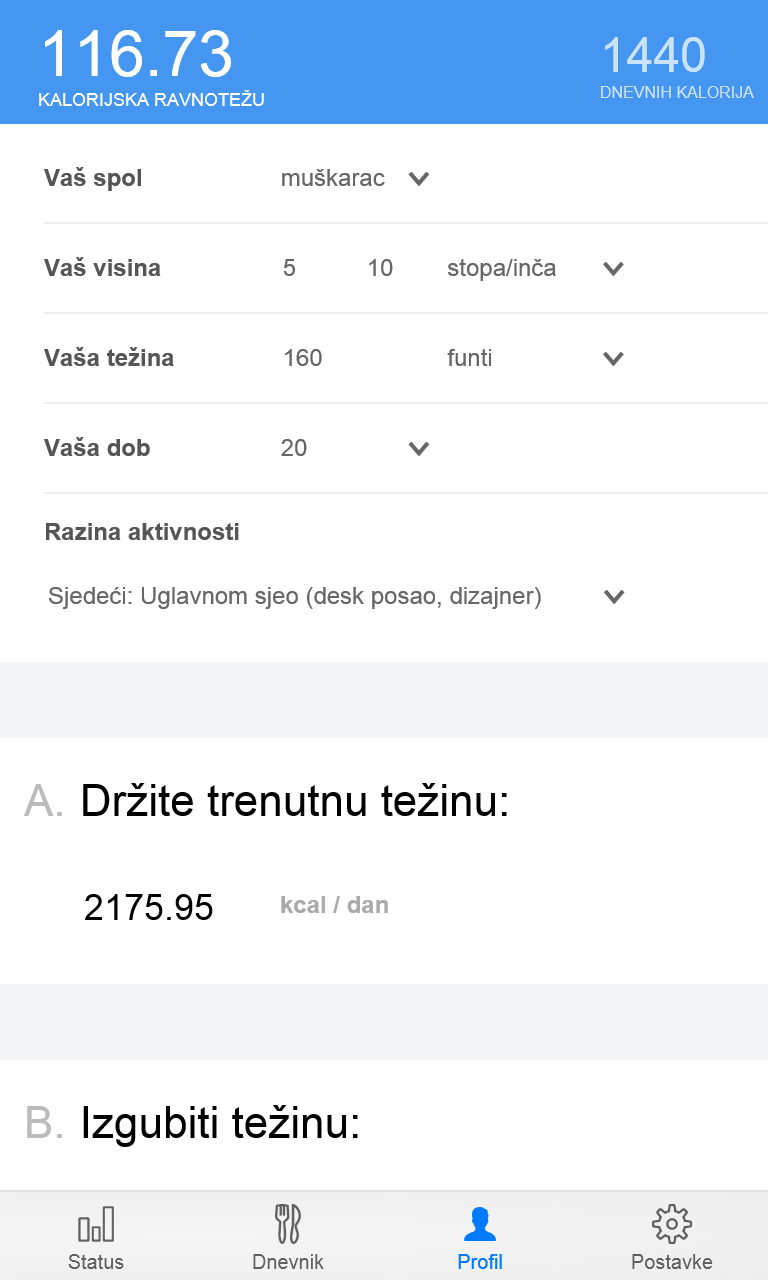 116.73
KALORIJSKA RAVNOTEŽU
1440
DNEVNIH KALORIJA
Vaš spol muškarac
Vaš visina 5 10 stopa/inča
Vaša težina 160 funti
Vaša dob 20
Razina aktivnosti
Sjedeći: Uglavnom sjeo (desk posao, dizajner)
A. Držite trenutnu težinu:
2175.95 kcal / dan
B. Izgubiti težinu:
Status Dnevnik Profil Postavke